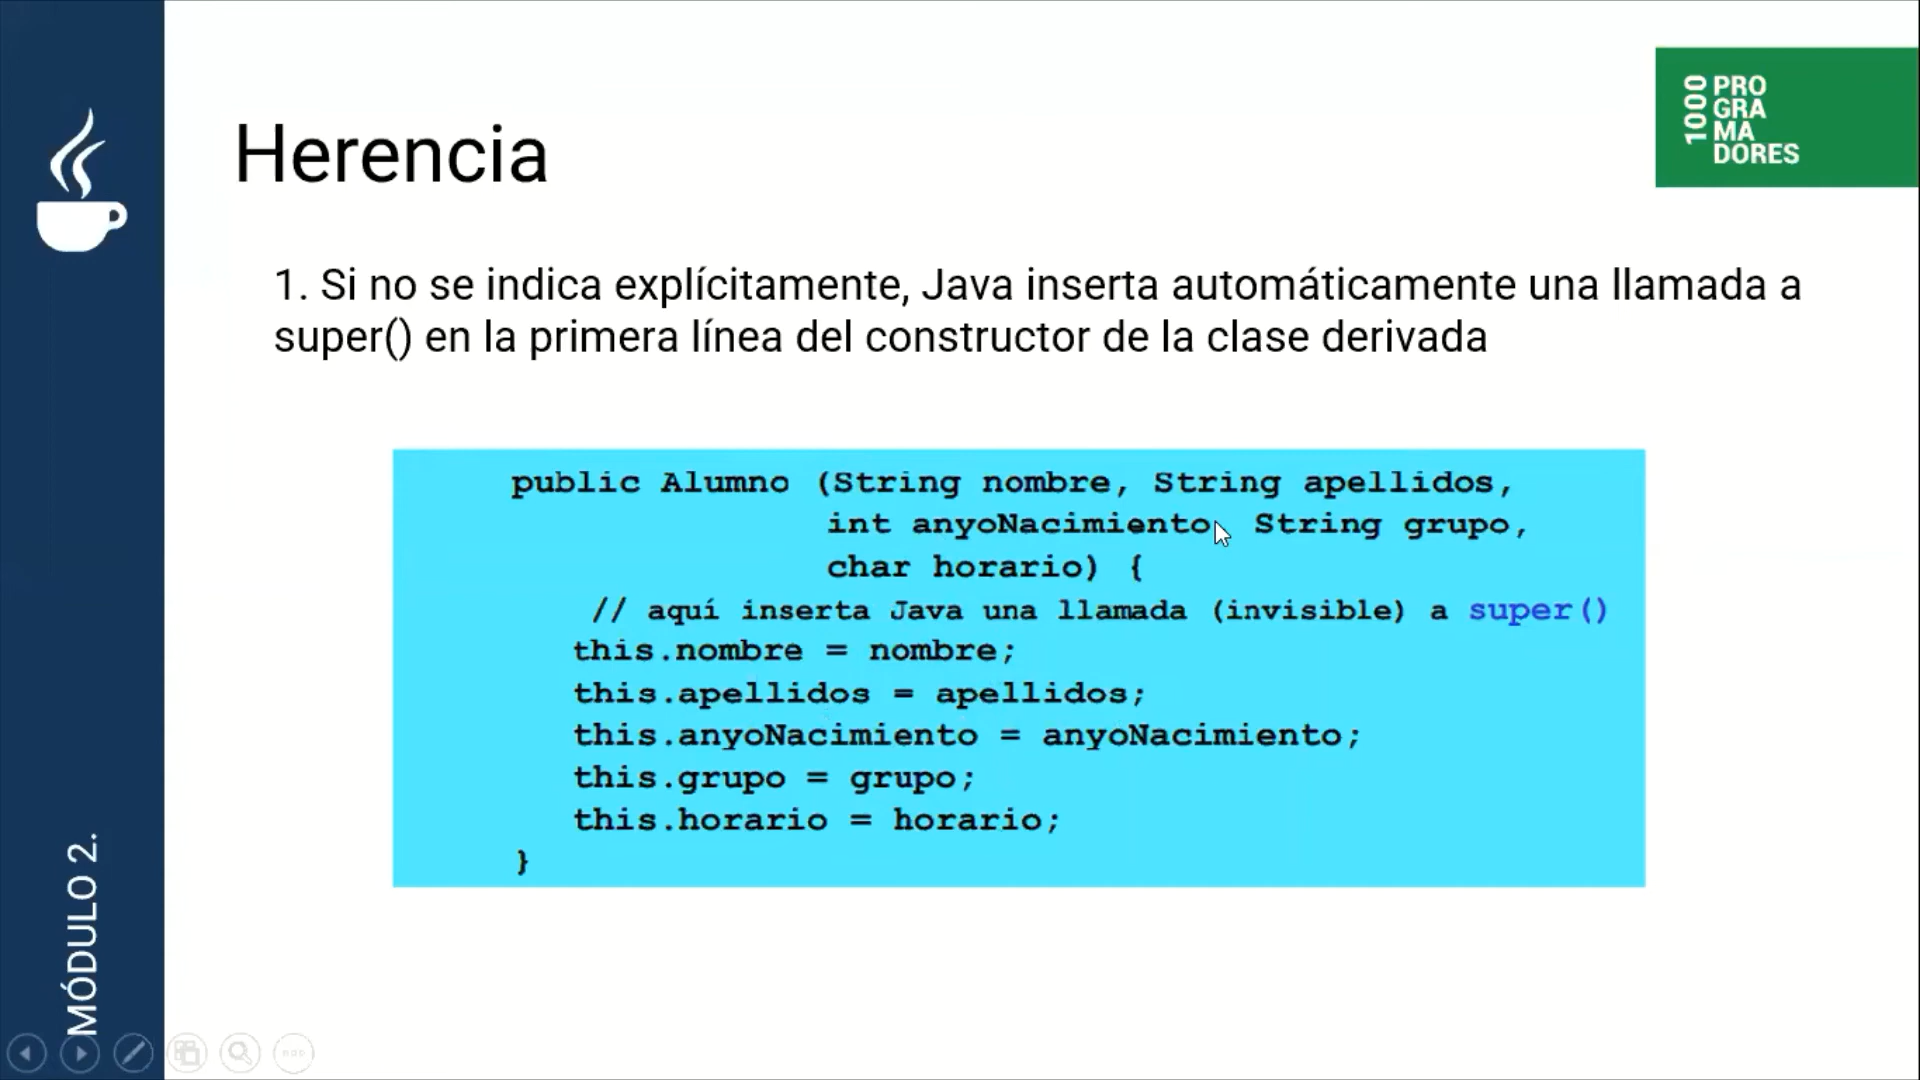 Herencia
1000
PRO
GRA
MA
DORES
1. Si no se indica explícitamente, Java inserta automáticamente una llamada a
super() en la primera línea del constructor de la clase derivada
public Alumno (String nombre, String apellidos,
int anyoNacimiento, String grupo,
char horario) {
// aquí inserta Java una llamada (invisible) a super()
this.nombre = nombre;
this.apellidos = apellidos;
this.anyoNacimiento = anyoNacimiento;
this.grupo = grupo;
this.horario = horario;
}
MÓDULO 2.